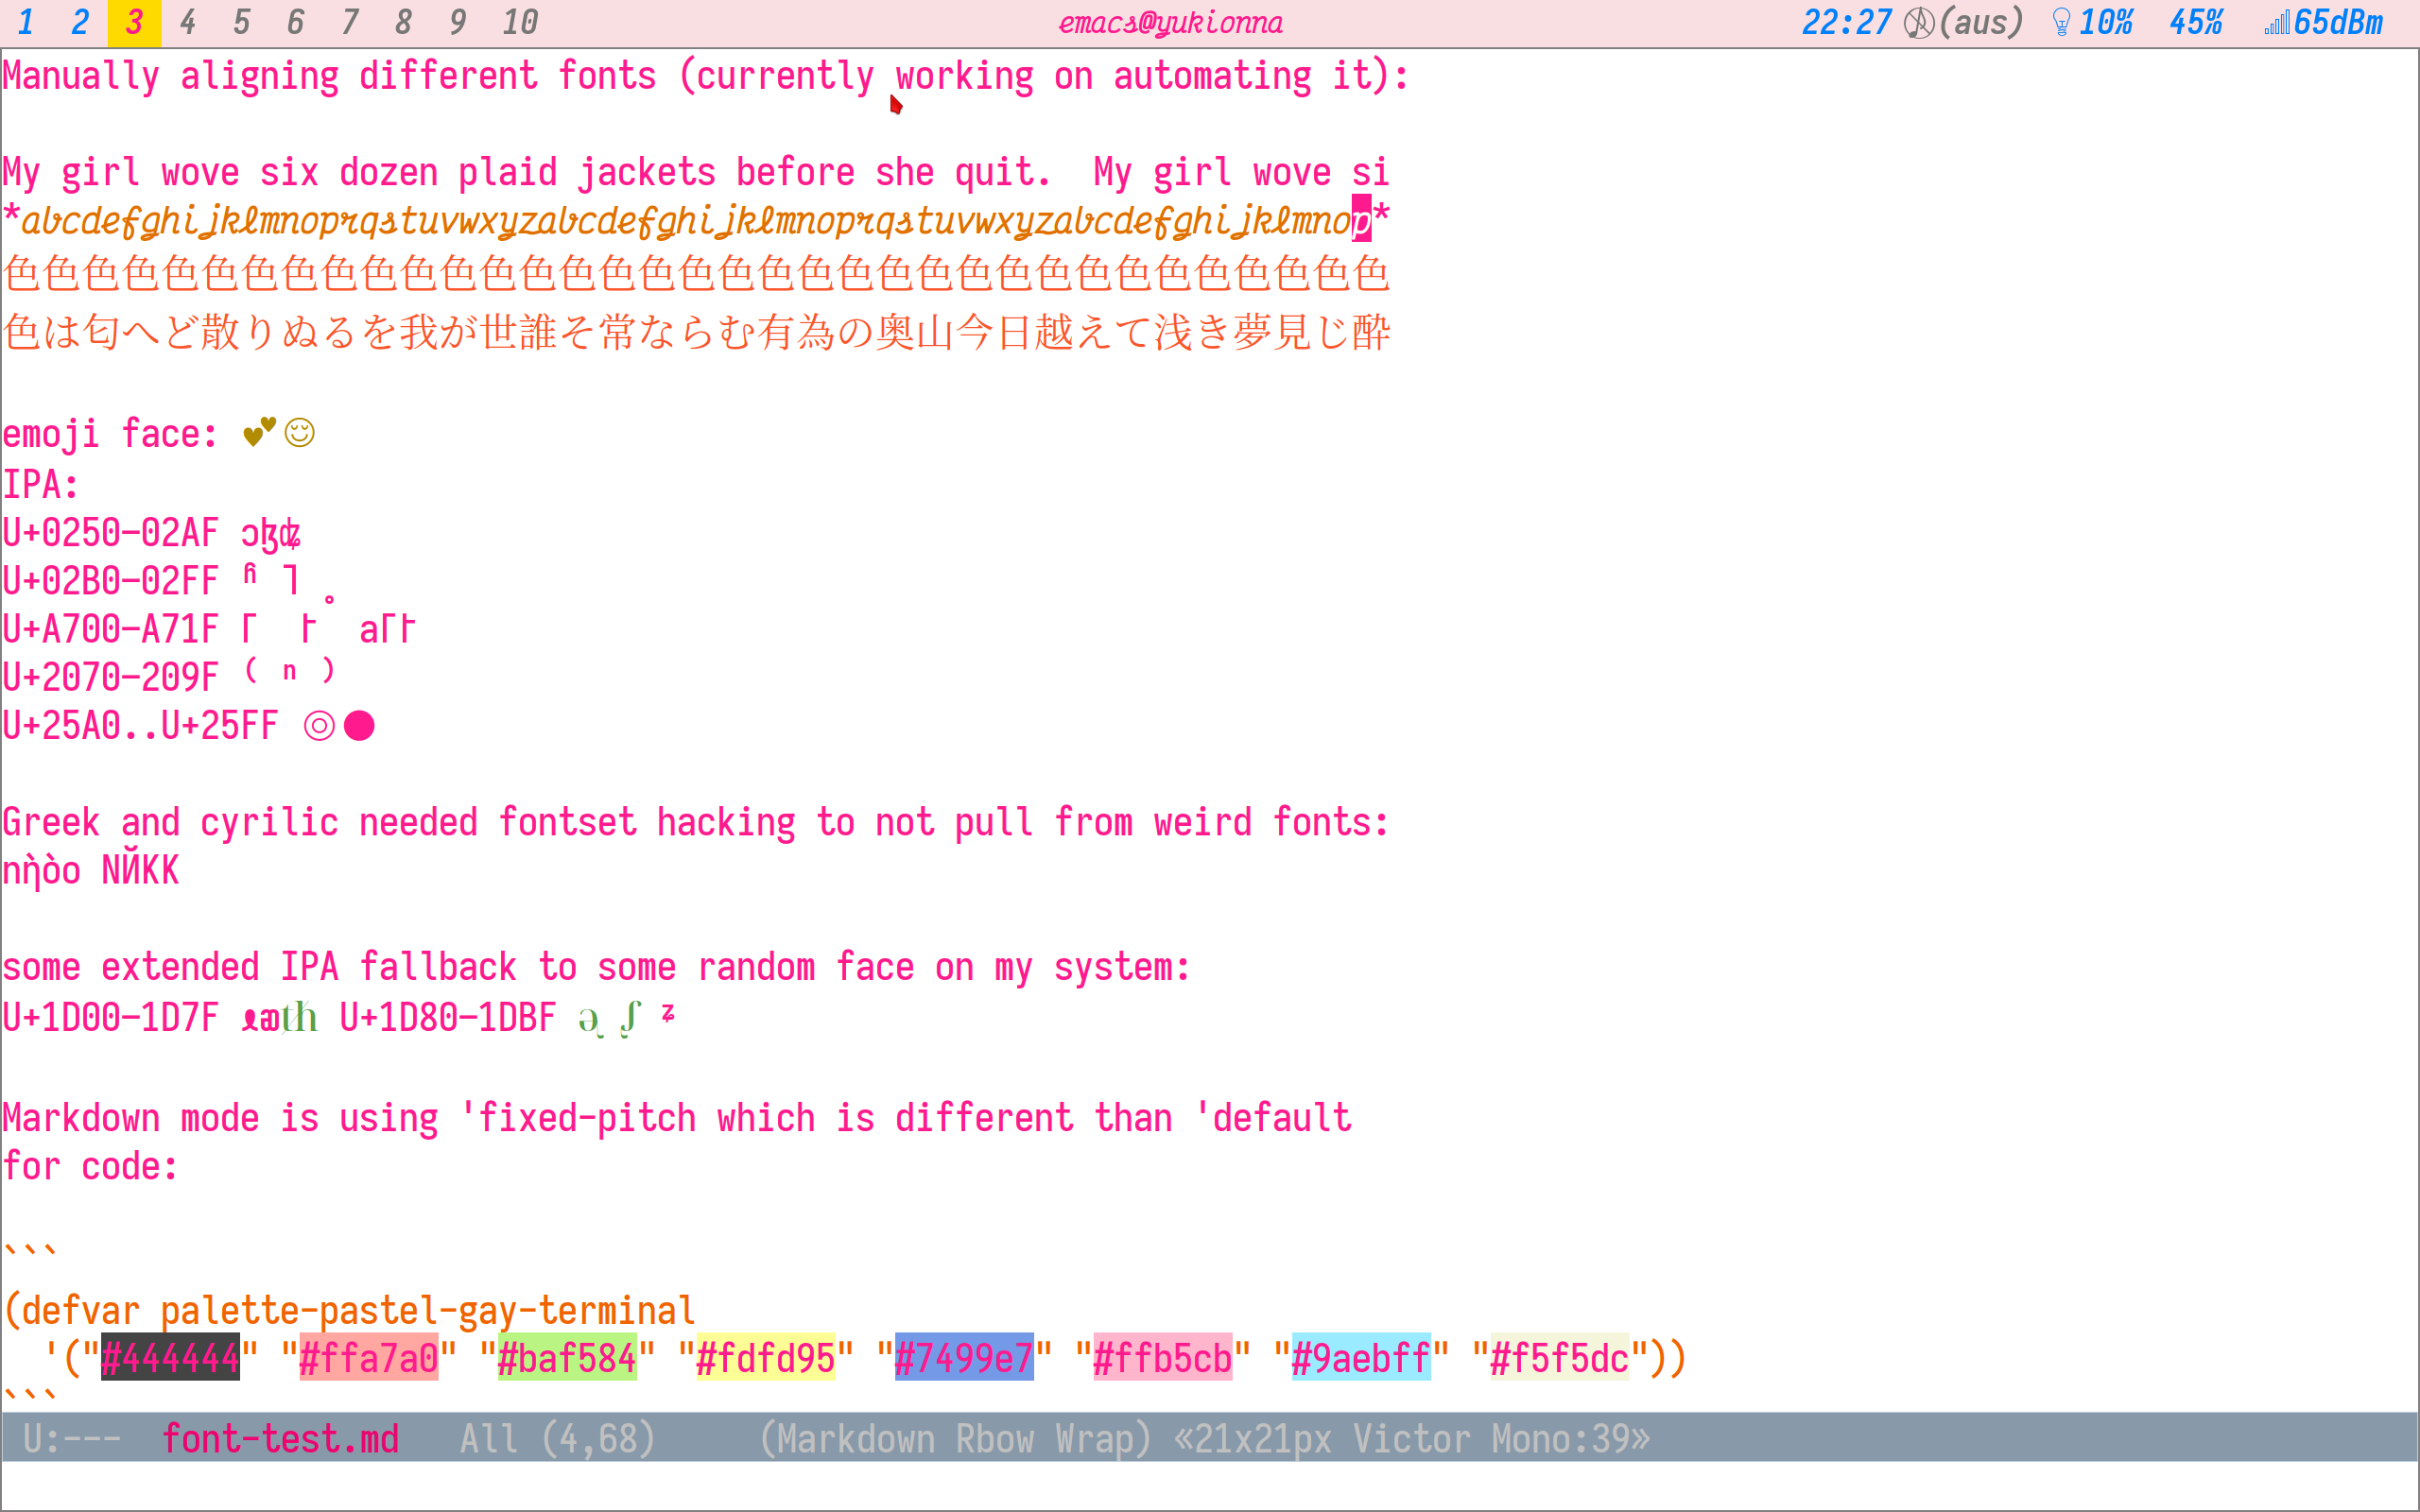 1 2 3 4 5 6 7 8 9 10 emacs@yukionna 22:27 (aus) 10% 45% 65dBm
Manually aligning different fonts (currently working on automating it):
My girl wove six dozen plaid jackets before she quit.  My girl wove si
*abcdefghijklmnoprqstuvwxyzabcdefghijklmnoprqstuvwxyzabcdefghijklmnop*
色色色色色色色色色色色色色色色色色色色色色色色色色色色色色色色色色色色
色は匂へど散りぬるを我が世誰そ常ならむ有為の奥山今日越えて浅き夢見じ酔
emoji face: 💕😌
IPA:
U+0250-02AF ɔɮʥ
U+02B0-02FF ˥ ˳
U+A700-A71F
U+2070-209F ⁽ ⁿ ⁾
U+25A0..U+25FF ◎●
Greek and cyrilic needed fontset hacking to not pull from weird fonts:
nὴòo NЙKK
some extended IPA fallback to some random face on my system:
U+1D00-1D7F ᵺ U+1D80-1DBF ᶕ ᶋ ᶽ
Markdown mode is using 'fixed-pitch which is different than 'default
for code:
```
(defvar palette-pastel-gay-terminal
'("#444444" "#ffa7a0" "#baf584" "#fdfd95" "#7499e7" "#ffb5cb" "#9aebff" "#f5f5dc"))
```
U:--- font-test.md All (4,68) (Markdown Rbow Wrap) «21x21px Victor Mono:39»